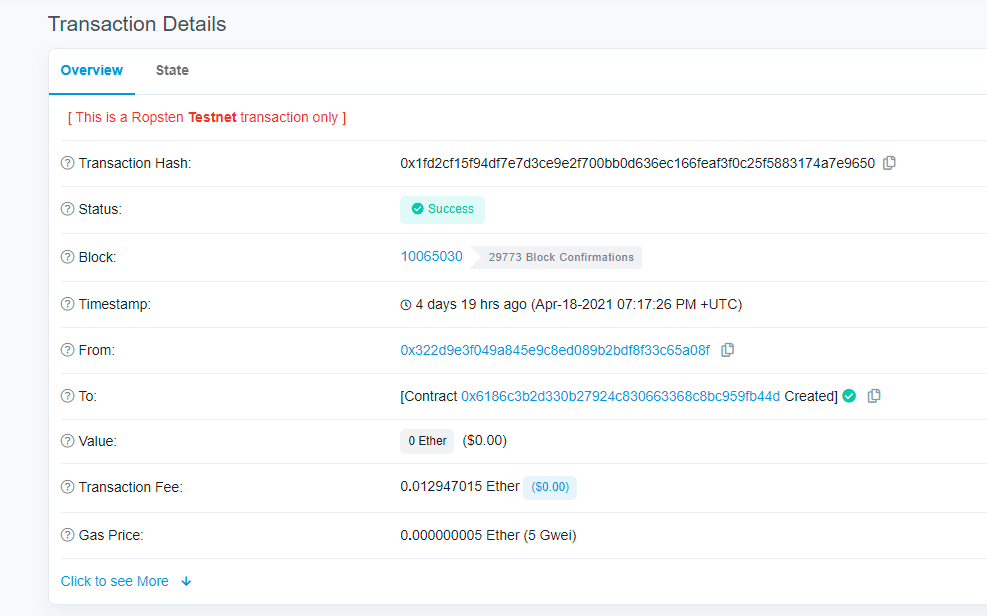 Transaction Details
Overview State
[ This is a Ropsten Testnet transaction only ]
Transaction Hash: 0x1fd2cf15f94df7e7d3ce9e2f700bb0d636ec166feaf3f0c25f5883174a7e9650
Status: Success
Block: 10065030 29773 Block Confirmations
Timestamp: 4 days 19 hrs ago (Apr-18-2021 07:17:26 PM +UTC)
From: 0x322d9e3f049a845e9c8ed089b2bdf8f33c65a08f
To: [Contract 0x6186c3b2d330b27924c830663368c8bc959fb44d Created]
Value: 0 Ether ($0.00)
Transaction Fee: 0.012947015 Ether ($0.00)
Gas Price: 0.000000005 Ether (5 Gwei)
Click to see More